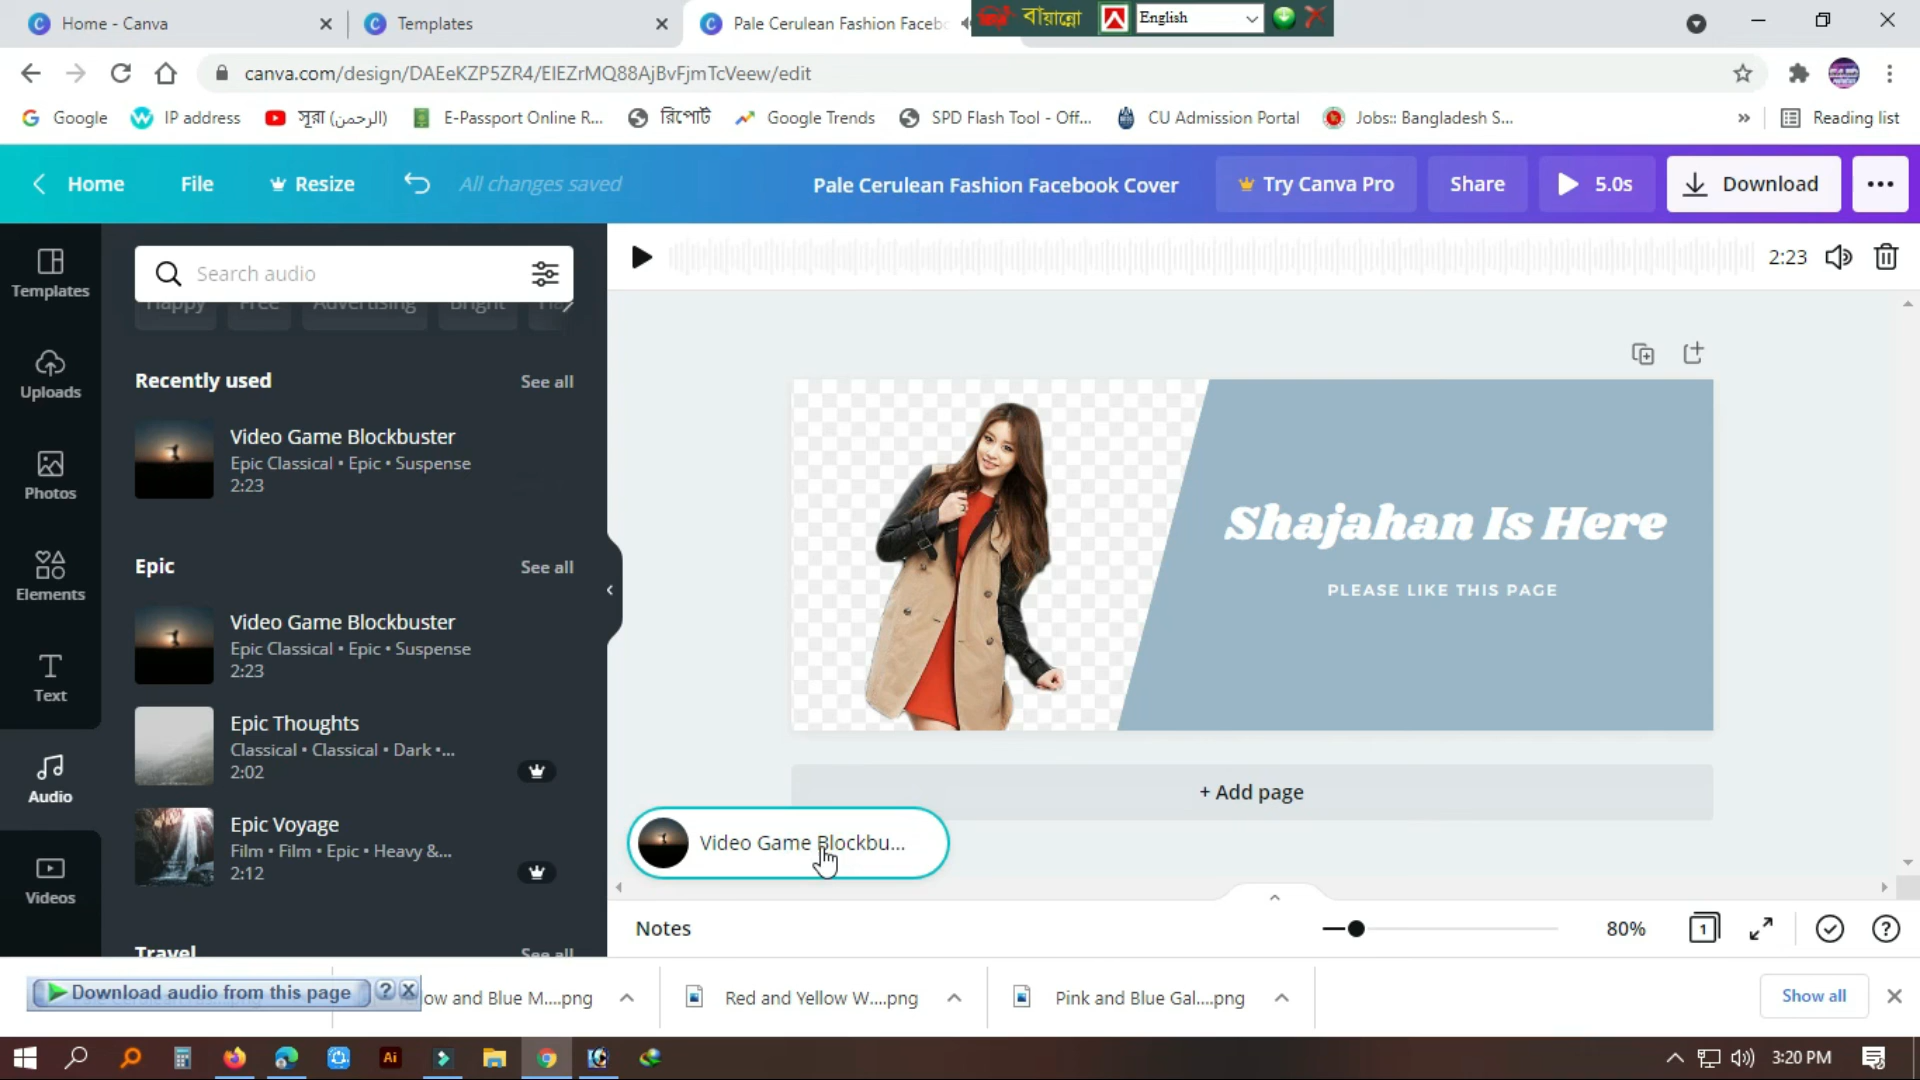 Home - Canva
Templates
Pale Cerulean Fashion Facebo
বায়ান্নো
English
canva.com/design/DAEeKZP5ZR4/EIEZrMQ88AjBvFjmTcVeew/edit
Google
IP address
সূরা (الرحمن)
E-Passport Online R...
রিপোর্ট
Google Trends
SPD Flash Tool - Off...
CU Admission Portal
Jobs:: Bangladesh S...
»
Reading list
Home
File
Resize
All changes saved
Pale Cerulean Fashion Facebook Cover
Try Canva Pro
Share
5.0s
Download
Templates
Uploads
Photos
Elements
Text
Audio
Videos
Search audio
Happy
Free
Advertising
Bright
Recently used
See all
Video Game Blockbuster
Epic Classical • Epic • Suspense
2:23
Epic
See all
Video Game Blockbuster
Epic Classical • Epic • Suspense
2:23
Epic Thoughts
Classical • Classical • Dark •...
2:02
Epic Voyage
Film • Film • Epic • Heavy &...
2:12
Travel
See all
2:23
Shajahan Is Here
PLEASE LIKE THIS PAGE
+ Add page
Video Game Blockbu...
Notes
80%
1
?
Download audio from this page
?
ow and Blue M....png
Red and Yellow W....png
Pink and Blue Gal....png
Show all
Ai
3:20 PM